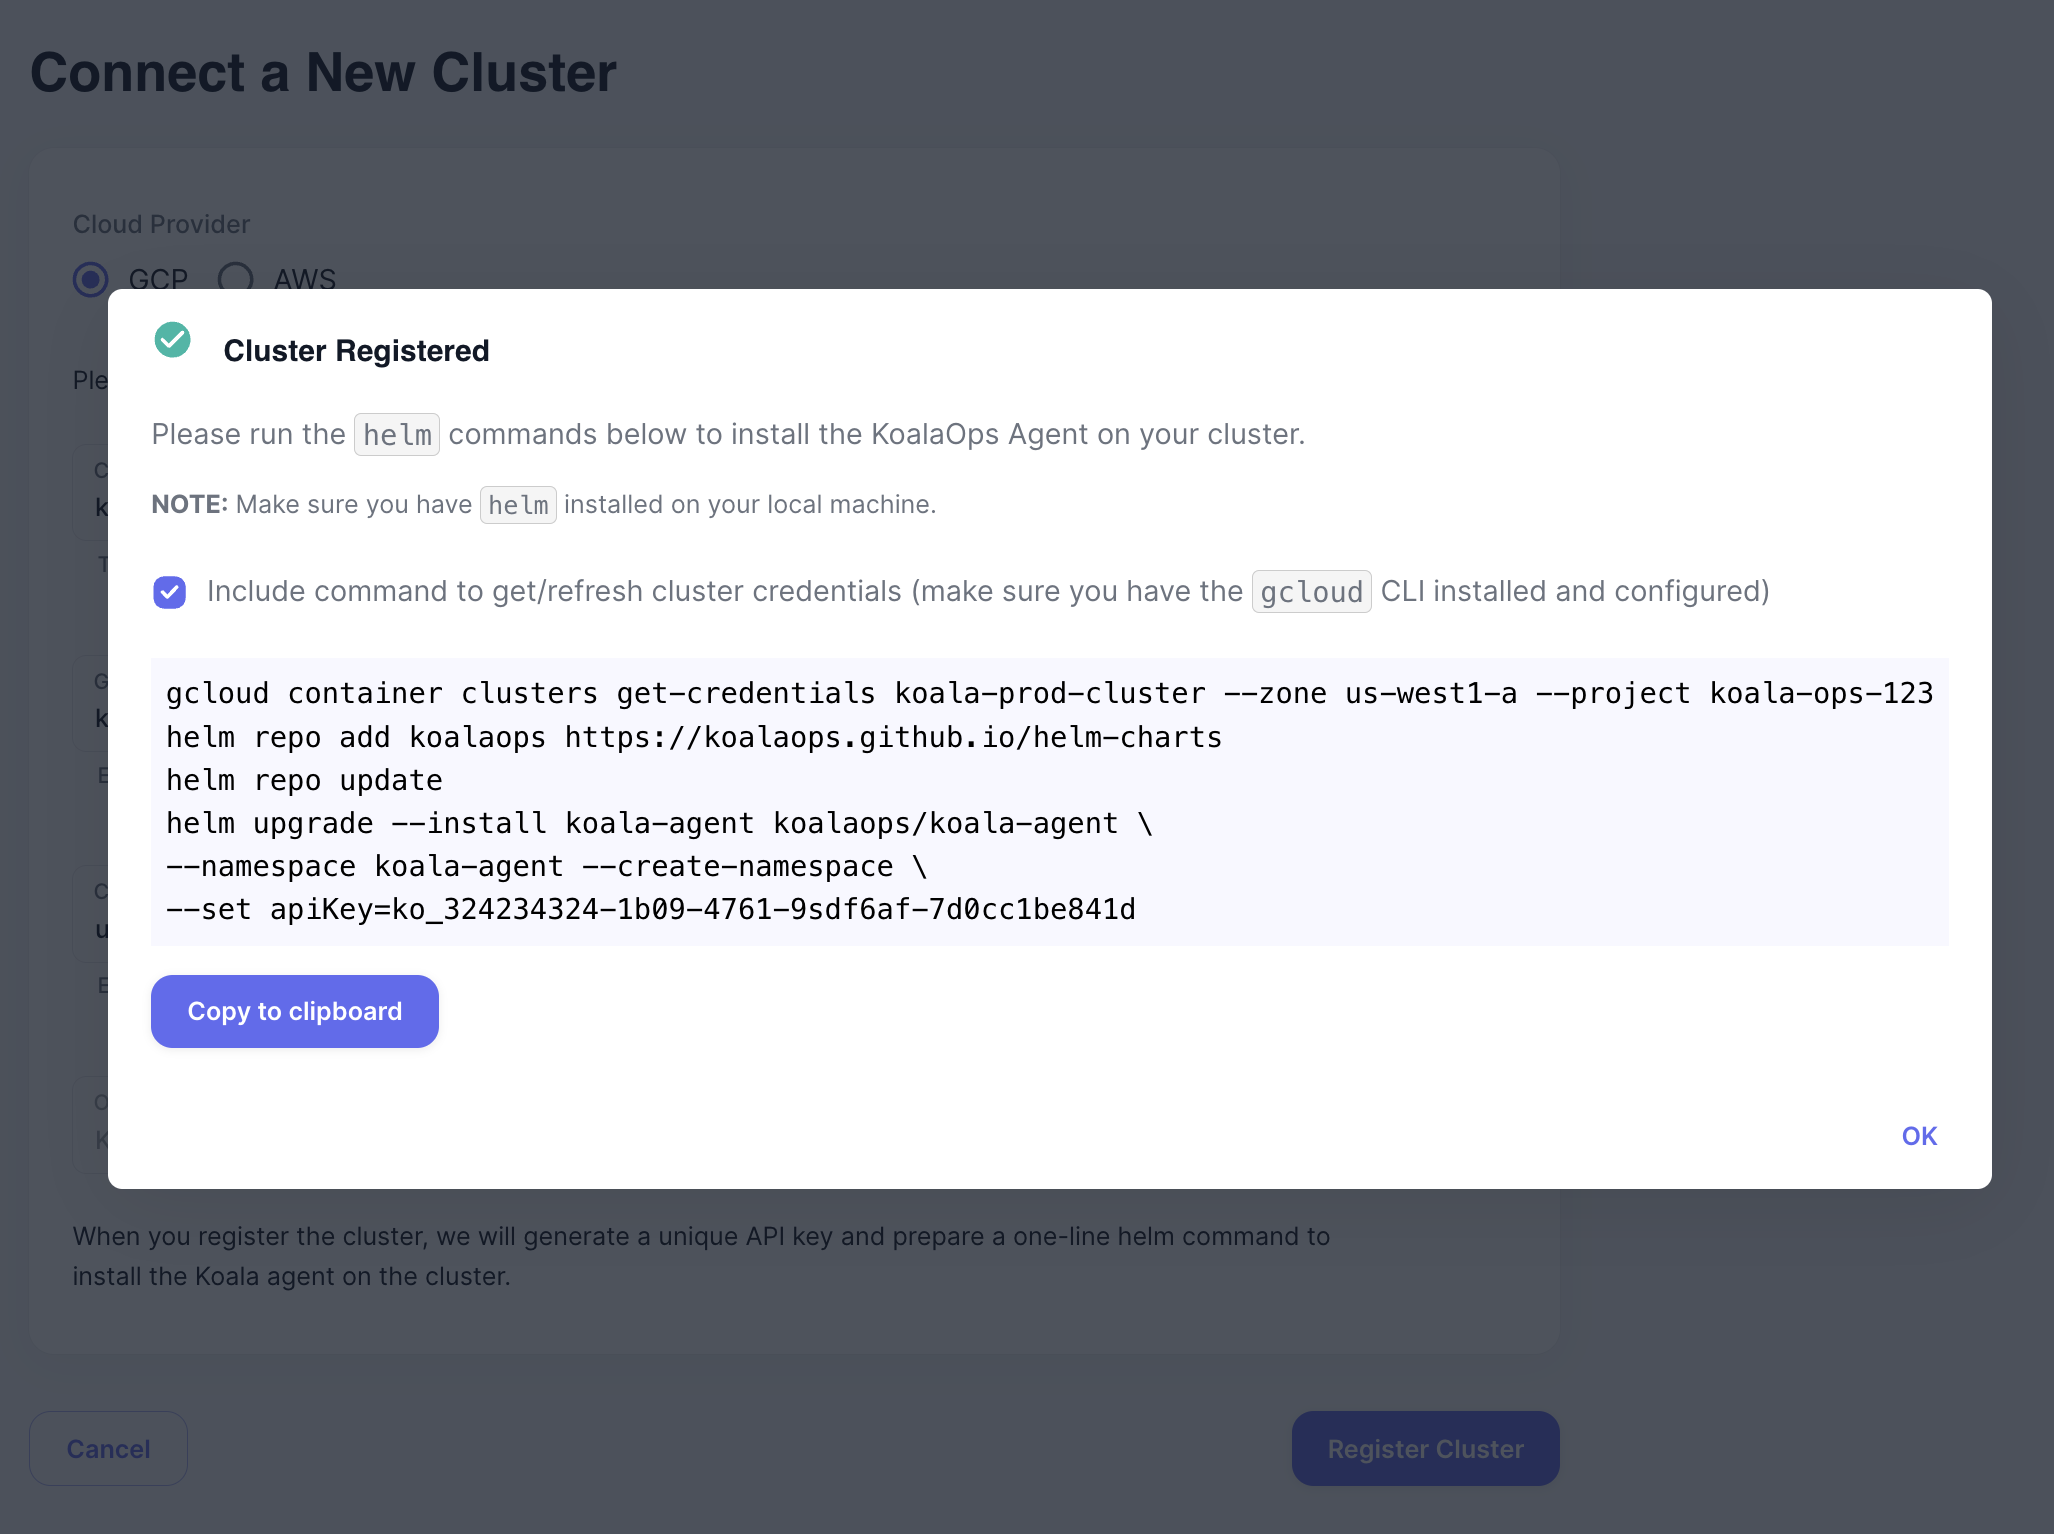 Connect a New Cluster
Cloud Provider
GCP AWS
Cluster Registered
Please run the helm commands below to install the KoalaOps Agent on your cluster.
NOTE: Make sure you have helm installed on your local machine.
Include command to get/refresh cluster credentials (make sure you have the gcloud CLI installed and configured)
gcloud container clusters get-credentials koala-prod-cluster --zone us-west1-a --project koala-ops-123
helm repo add koalaops https://koalaops.github.io/helm-charts
helm repo update
helm upgrade --install koala-agent koalaops/koala-agent \
--namespace koala-agent --create-namespace \
--set apiKey=ko_324234324-1b09-4761-9sdf6af-7d0cc1be841d
Copy to clipboard
OK
When you register the cluster, we will generate a unique API key and prepare a one-line helm command to
install the Koala agent on the cluster.
Cancel
Register Cluster